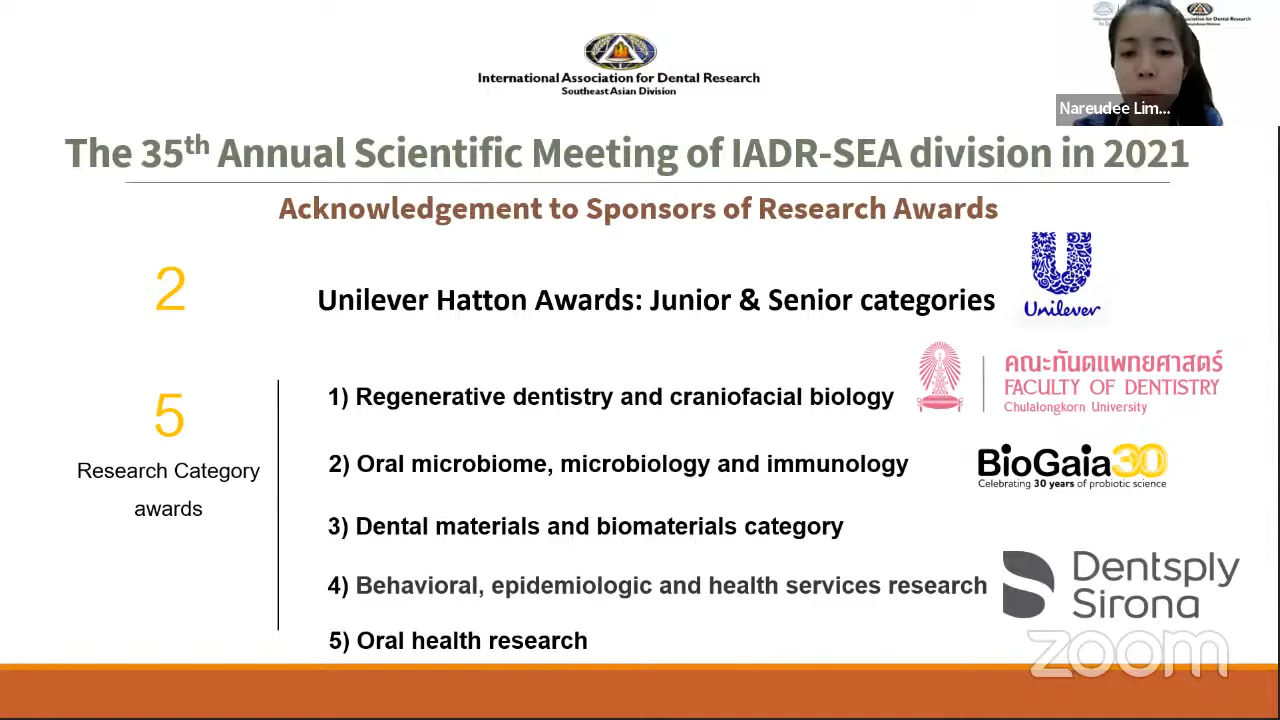 International Association for Dental Research
Southeast Asian Division
Nareudee Lim...
The 35th Annual Scientific Meeting of IADR-SEA division in 2021
Acknowledgement to Sponsors of Research Awards
2
Unilever Hatton Awards: Junior & Senior categories
Unilever
5
Research Category
awards
1) Regenerative dentistry and craniofacial biology
คณะทันตแพทยศาสตร์
FACULTY OF DENTISTRY
Chulalongkorn University
2) Oral microbiome, microbiology and immunology
BioGaia30
Celebrating 30 years of probiotic science
3) Dental materials and biomaterials category
4) Behavioral, epidemiologic and health services research
Dentsply
Sirona
5) Oral health research
zoom